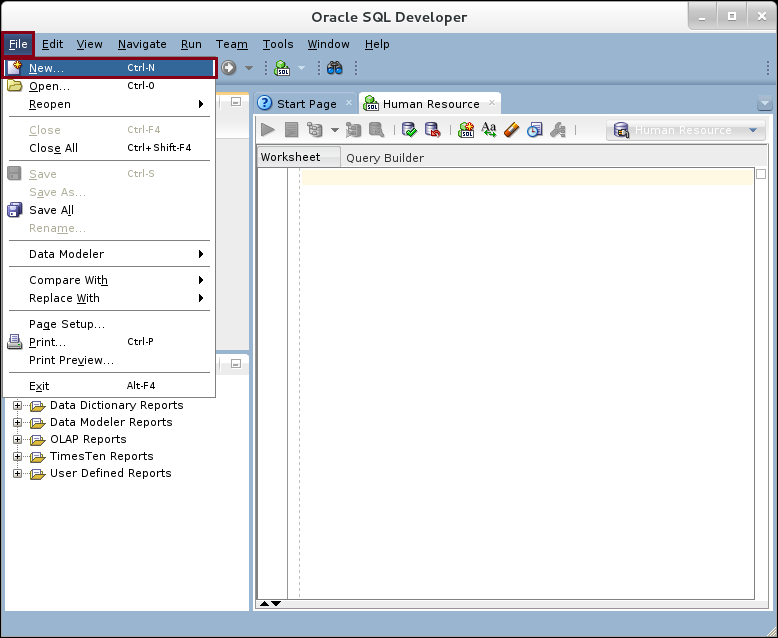 Oracle SQL Developer
File Edit View Navigate Run Team Tools Window Help
New... Ctrl-N
Open... Ctrl-O
Reopen
Close Ctrl-F4
Close All Ctrl+Shift-F4
Save Ctrl-S
Save As...
Save All
Rename...
Data Modeler
Compare With
Replace With
Page Setup...
Print... Ctrl-P
Print Preview...
Exit Alt-F4
Data Dictionary Reports
Data Modeler Reports
OLAP Reports
TimesTen Reports
User Defined Reports
Start Page Human Resource
Aa Human Resource
Worksheet Query Builder